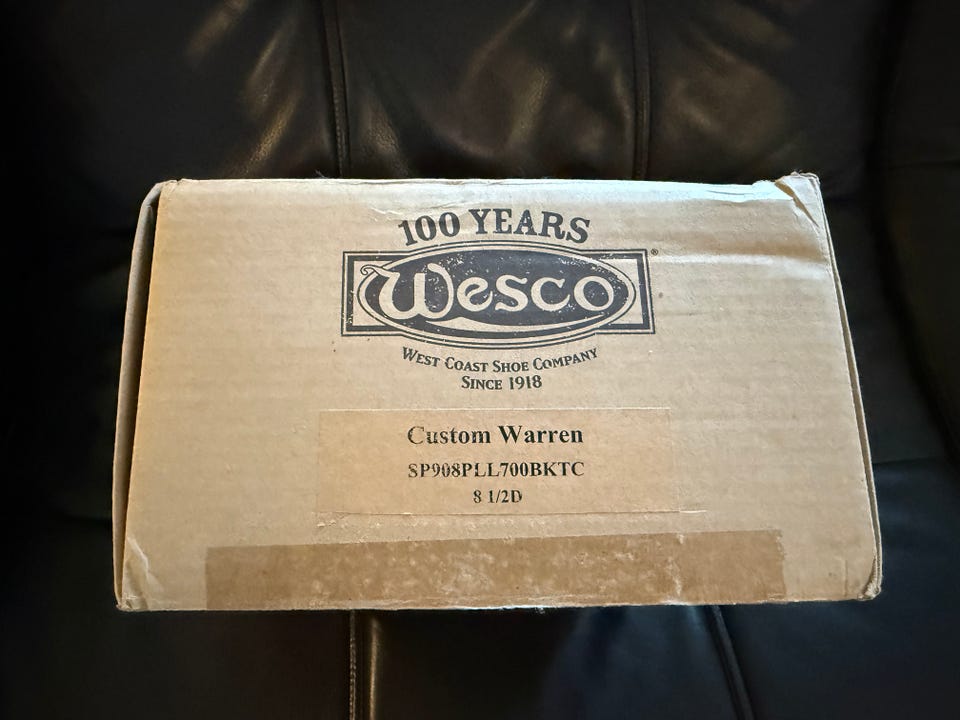 100 YEARS
Wesco®
WEST COAST SHOE COMPANY
SINCE 1918
Custom Warren
SP908PLL700BKTC
8 1/2D